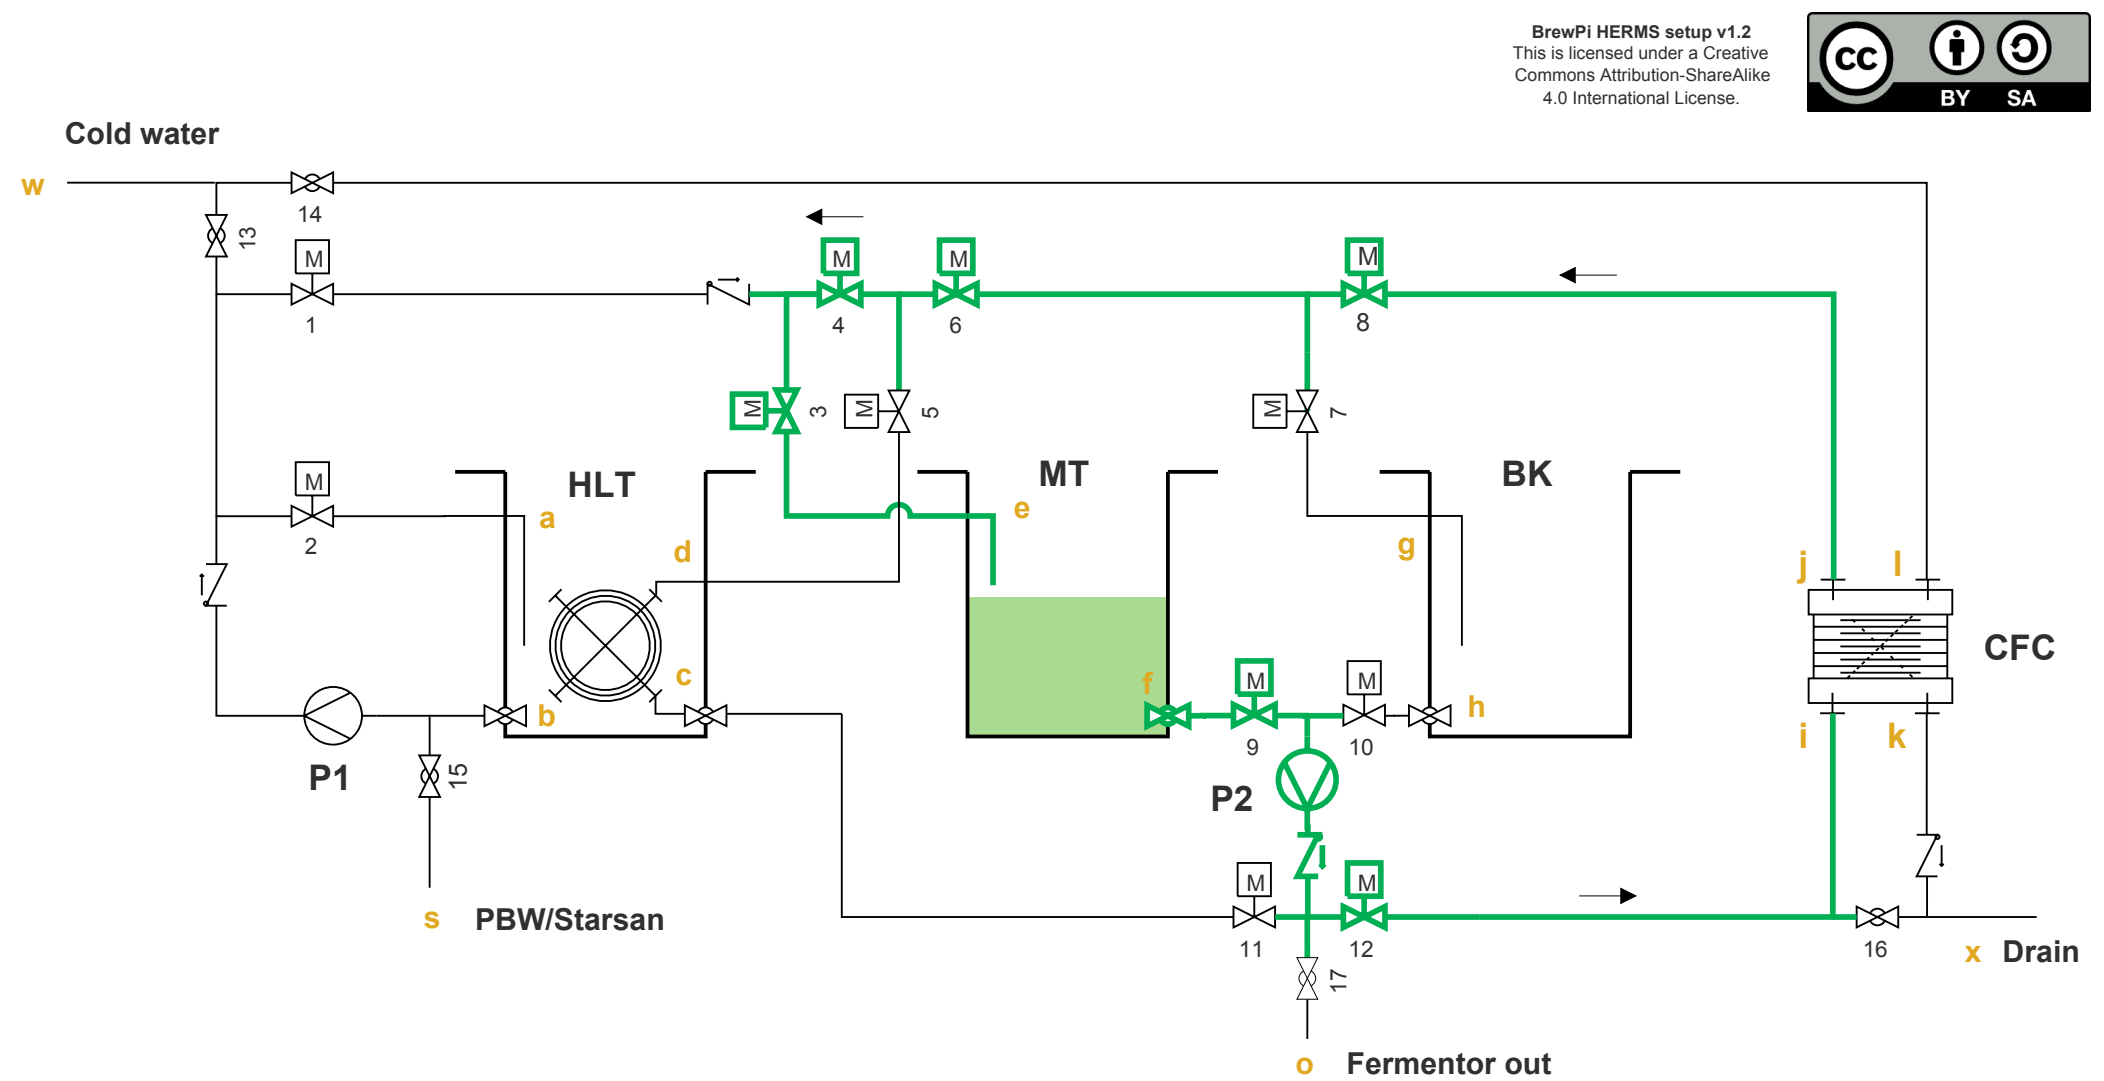 BrewPi HERMS setup v1.2
This is licensed under a Creative
Commons Attribution-ShareAlike
4.0 International License.
cc
BY SA
Cold water
w
14
13
M
1
M
4
M
6
M
8
M
3
M
5
M
7
M
2
HLT
MT
BK
a
d
e
g
j
l
c
f
b
h
CFC
M
9
M
10
i
k
P1
15
P2
s
PBW/Starsan
M
11
M
12
16
17
x Drain
o Fermentor out